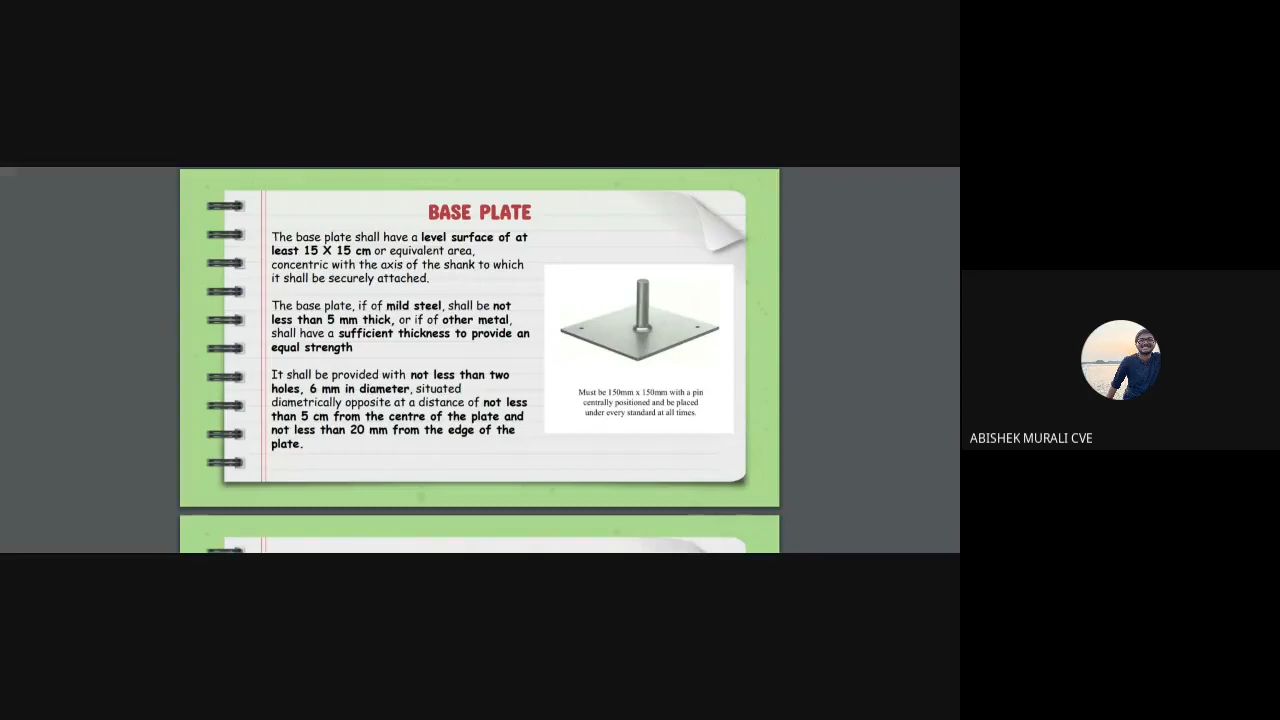 BASE PLATE
The base plate shall have a level surface of at
least 15 X 15 cm or equivalent area,
concentric with the axis of the shank to which
it shall be securely attached.
The base plate, if of mild steel, shall be not
less than 5 mm thick, or if of other metal,
shall have a sufficient thickness to provide an
equal strength
It shall be provided with not less than two
holes, 6 mm in diameter, situated
diametrically opposite at a distance of not less
than 5 cm from the centre of the plate and
not less than 20 mm from the edge of the
plate.
Must be 150mm x 150mm with a pin
centrally positioned and be placed
under every standard at all times.
ABISHEK MURALI CVE